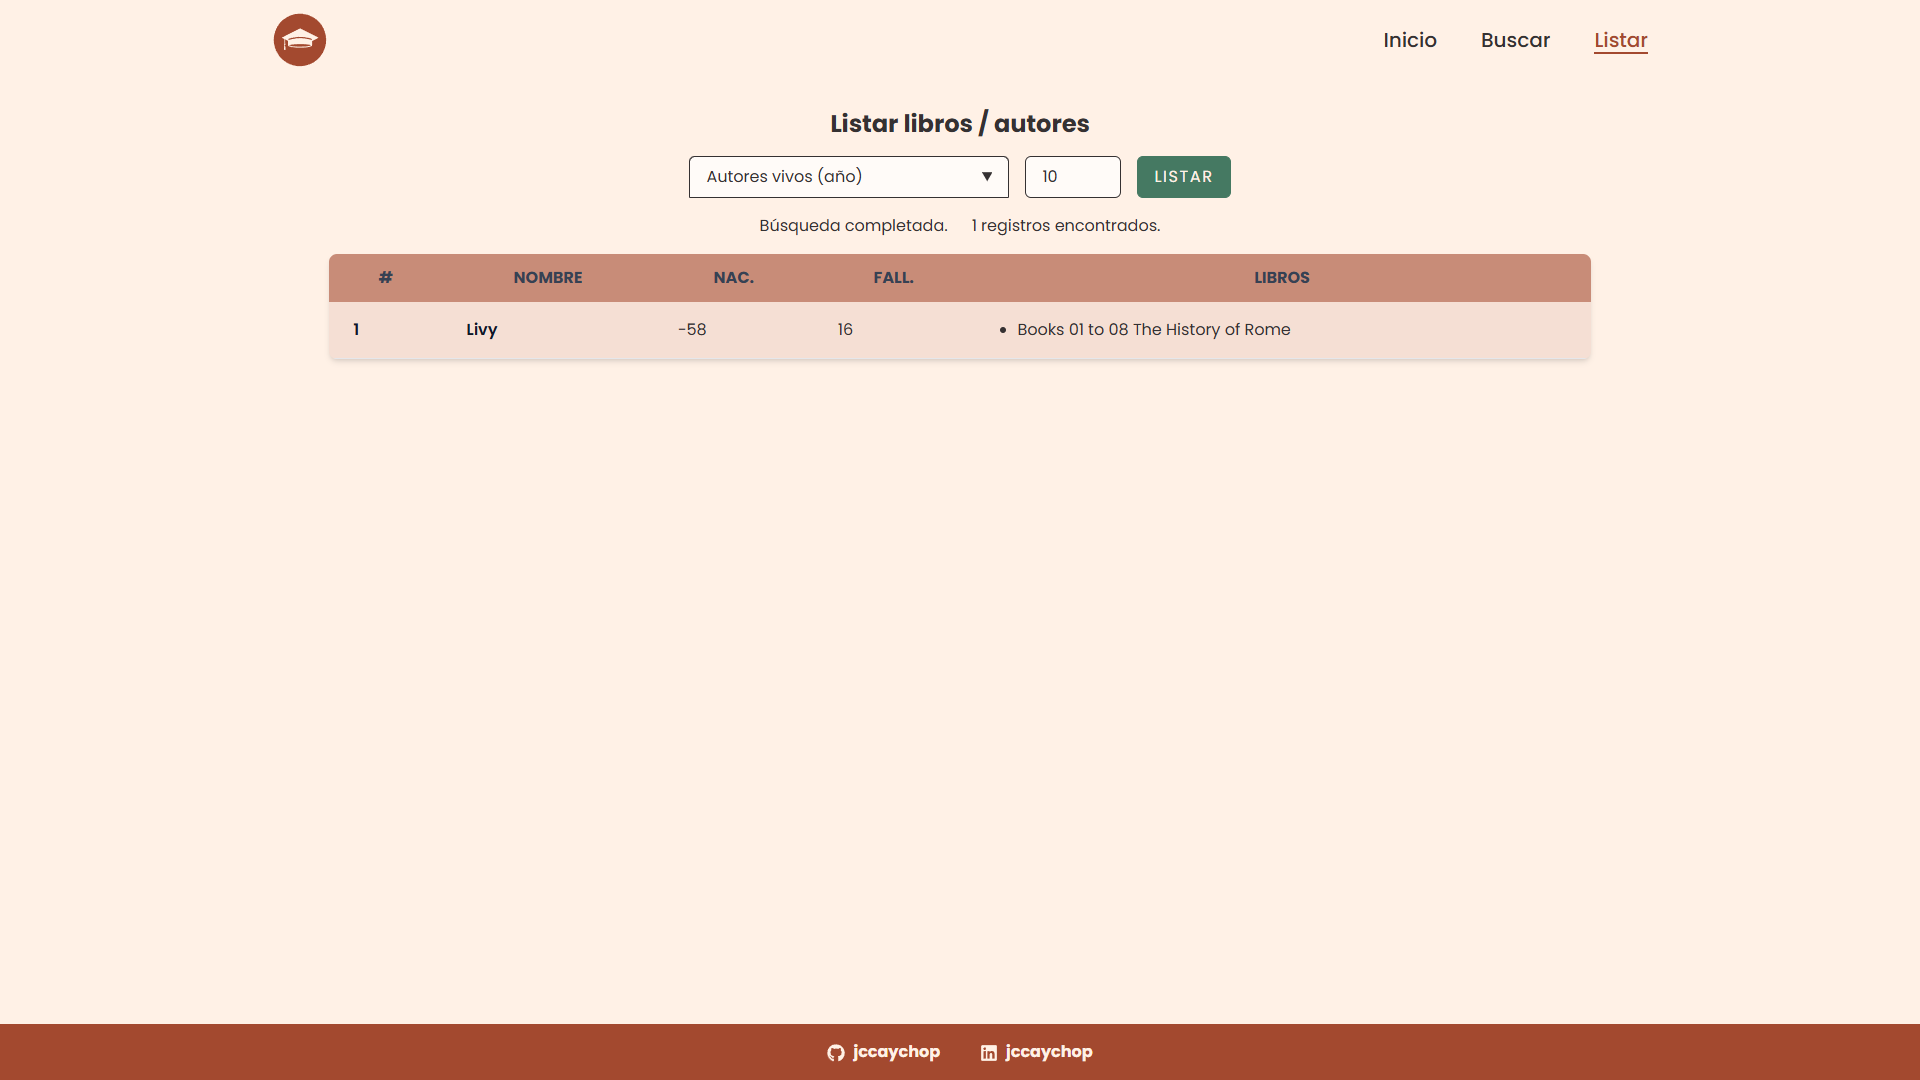 Inicio Buscar Listar
Listar libros / autores
Autores vivos (año) 10 LISTAR
Búsqueda completada. 1 registros encontrados.
# NOMBRE NAC. FALL. LIBROS
1 Livy -58 16 • Books 01 to 08 The History of Rome
jccaychop jccaychop